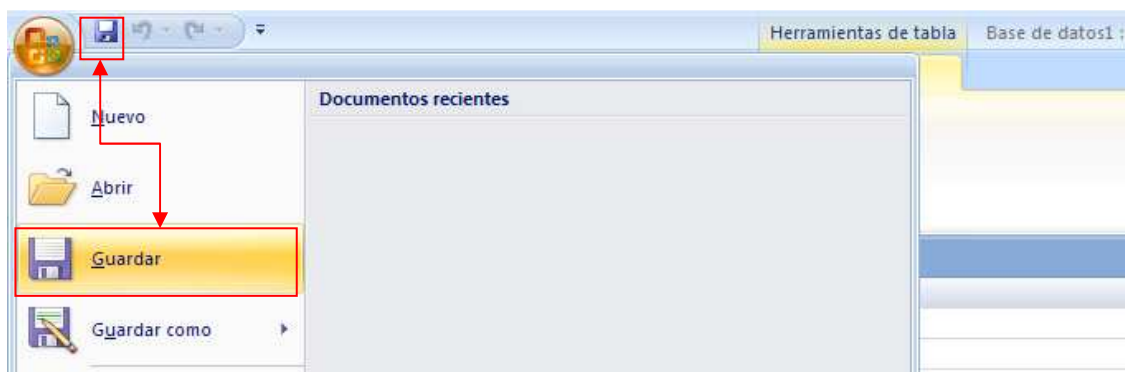 Herramientas de tabla Base de datos1 :
Documentos recientes
Nuevo
Abrir
Guardar
Guardar como